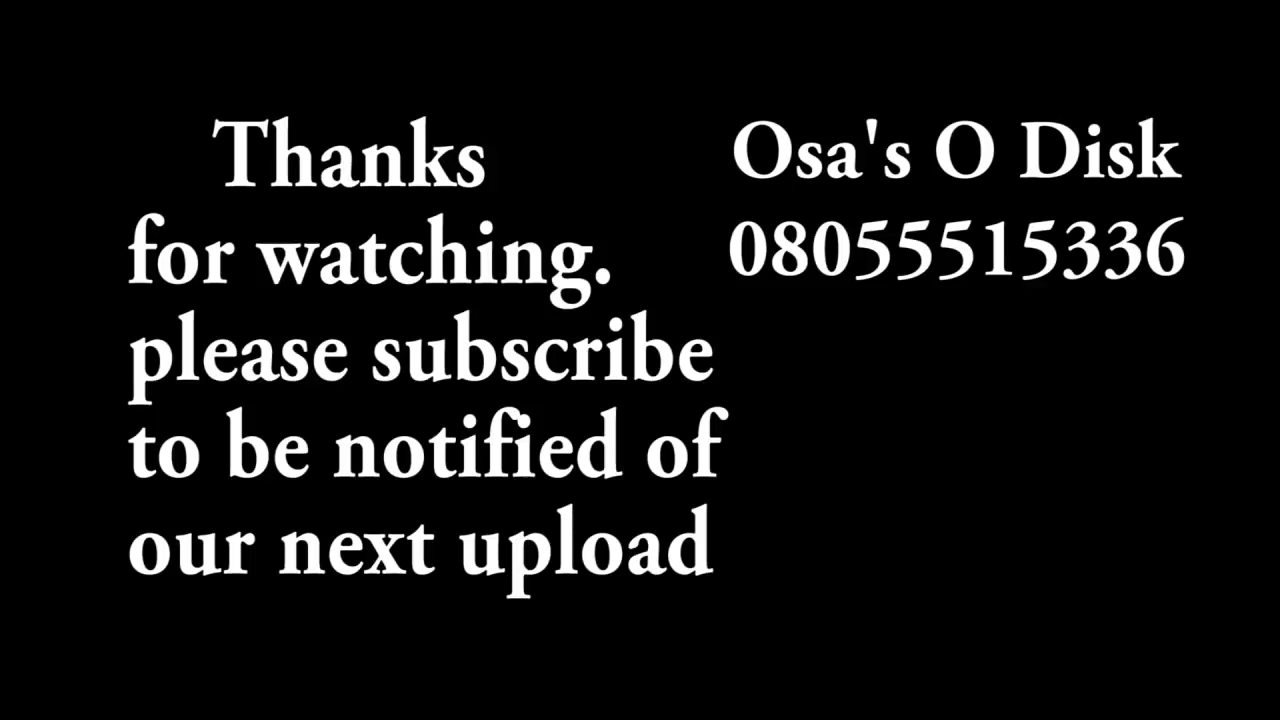 Thanks
for watching.
please subscribe
to be notified of
our next upload
Osa's O Disk
08055515336